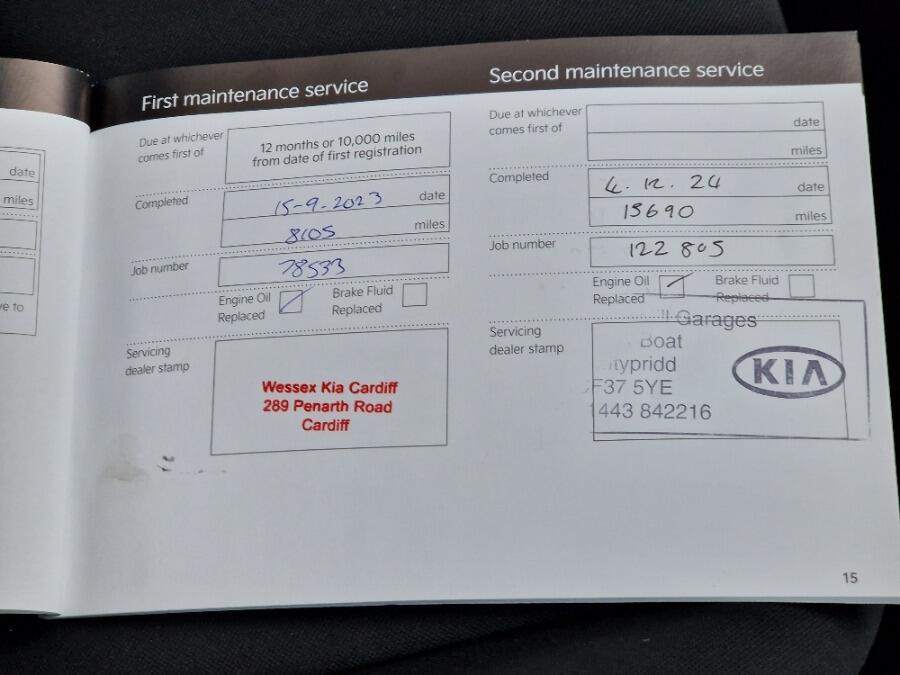 date
miles
ve to
First maintenance service
Due at whichever
comes first of
12 months or 10,000 miles
from date of first registration
Completed
15-9-2023 date
8105 miles
Job number
78533
Engine Oil
Replaced
Brake Fluid
Replaced
Servicing
dealer stamp
Wessex Kia Cardiff
289 Penarth Road
Cardiff
Second maintenance service
Due at whichever
comes first of
date
miles
Completed
4. 12. 24 date
13690 miles
Job number
122805
Engine Oil
Replaced
Brake Fluid
Replaced
Servicing
dealer stamp
ll Garages
Boat
typridd
F37 5YE
1443 842216
KIA
15